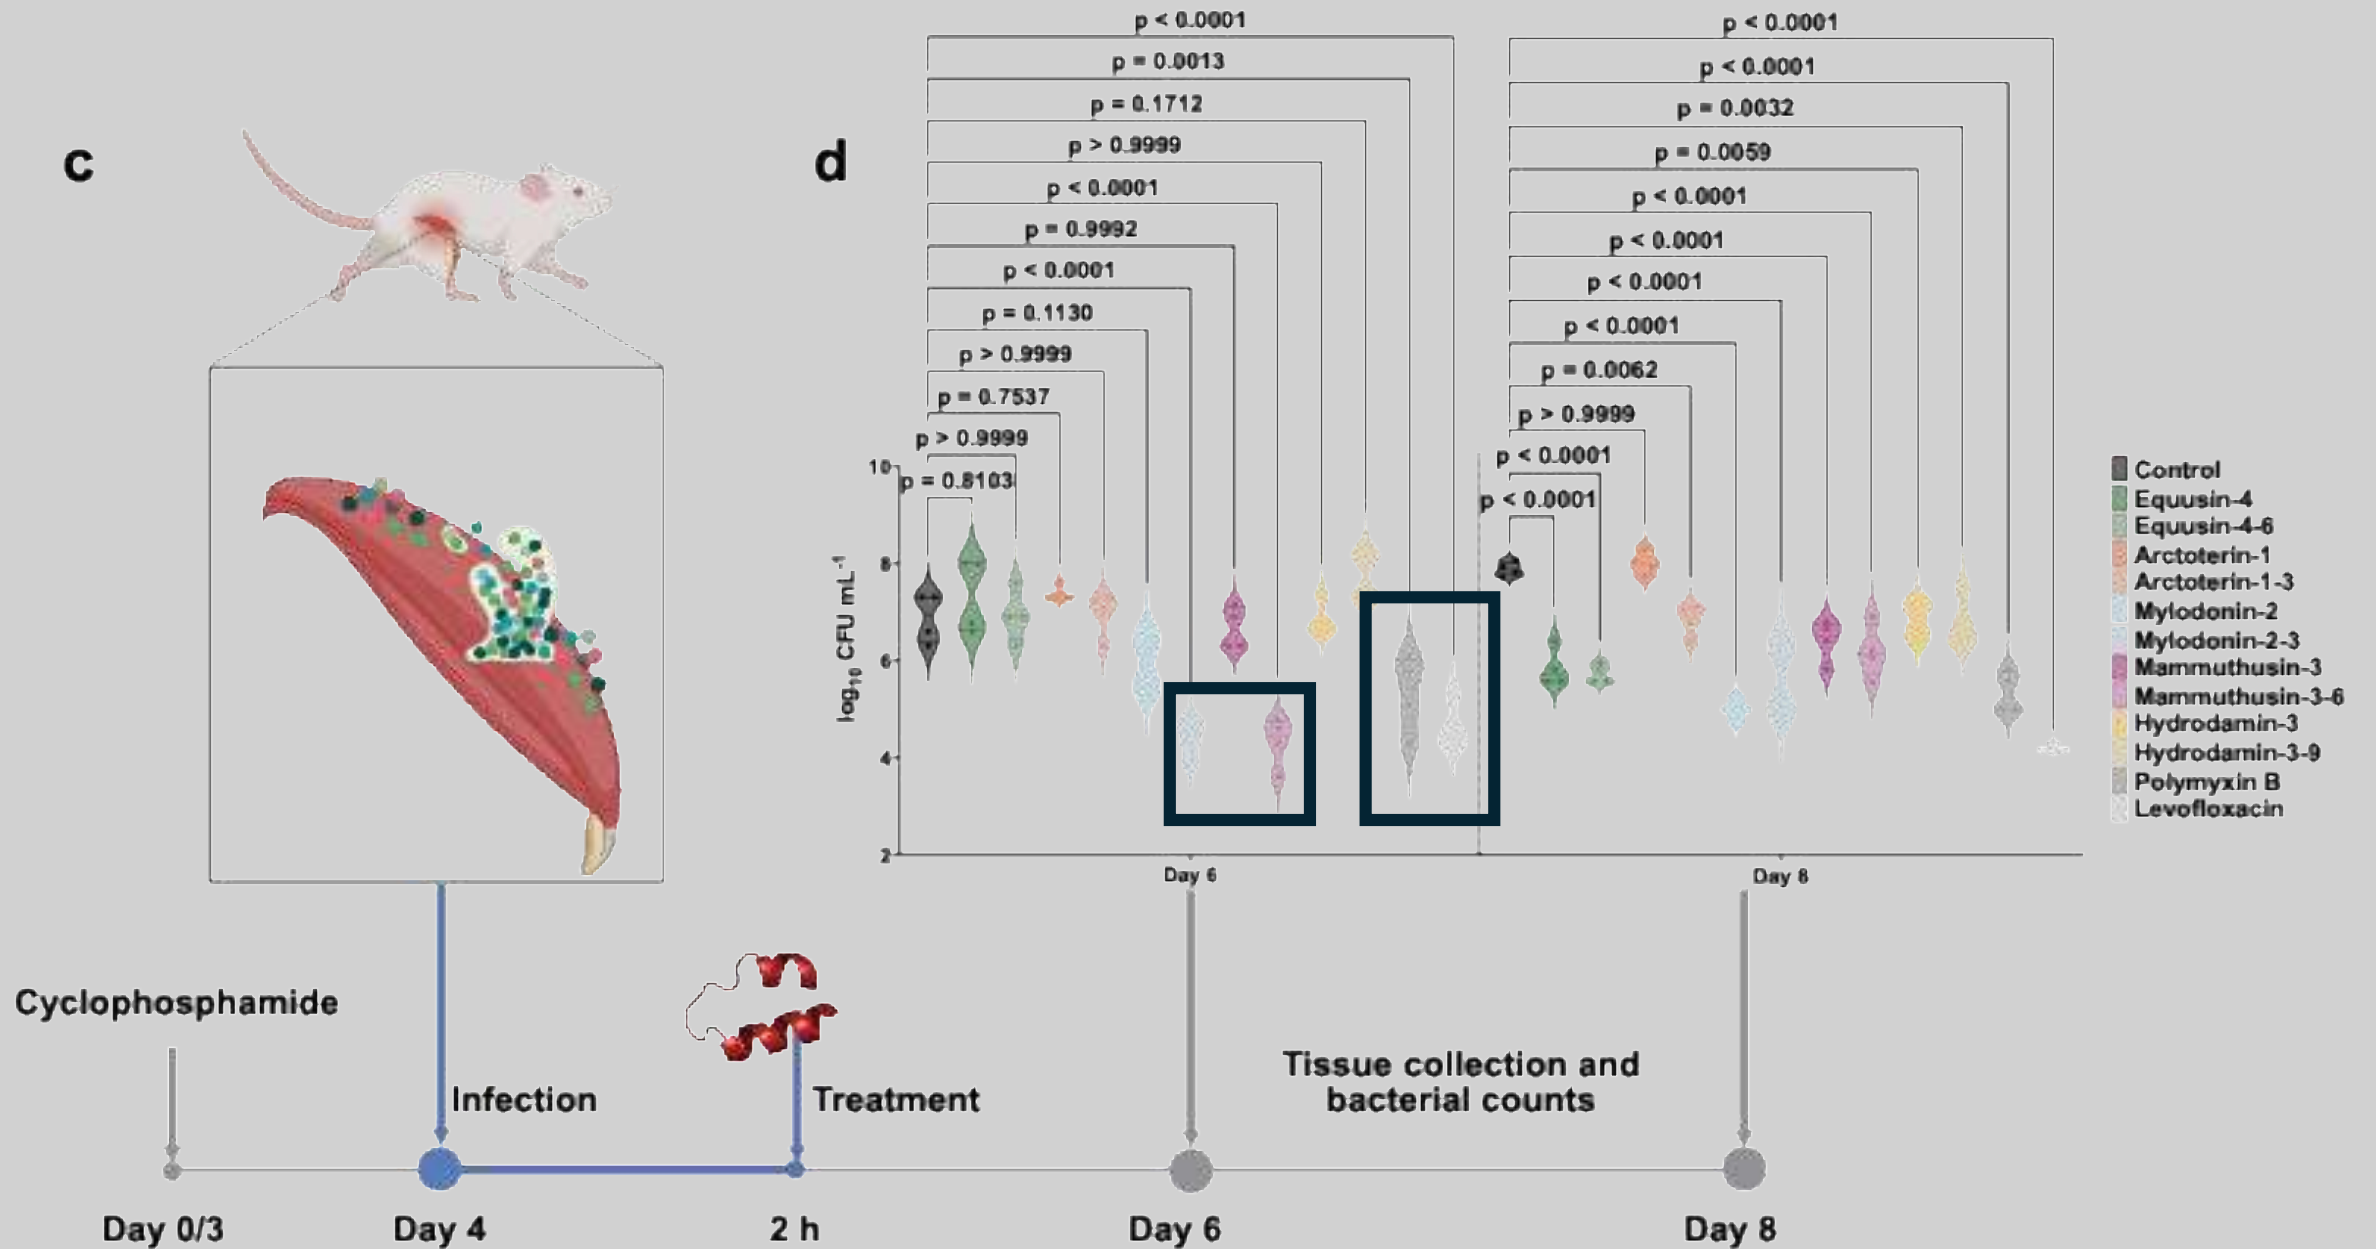 c
d
p < 0.0001
p = 0.0013
p = 0.1712
p > 0.9999
p < 0.0001
p = 0.9992
p < 0.0001
p = 0.1130
p > 0.9999
p = 0.7537
p > 0.9999
p = 0.8103
p < 0.0001
p < 0.0001
p = 0.0032
p = 0.0059
p < 0.0001
p < 0.0001
p < 0.0001
p < 0.0001
p = 0.0062
p > 0.9999
p < 0.0001
p < 0.0001
log₁₀ CFU mL⁻¹
10
8
6
4
2
Day 6
Day 8
Control
Equusin-4
Equusin-4-6
Arctoterin-1
Arctoterin-1-3
Mylodonin-2
Mylodonin-2-3
Mammuthusin-3
Mammuthusin-3-6
Hydrodamin-3
Hydrodamin-3-9
Polymyxin B
Levofloxacin
Cyclophosphamide
Infection
Treatment
Tissue collection and
bacterial counts
Day 0/3
Day 4
2 h
Day 6
Day 8